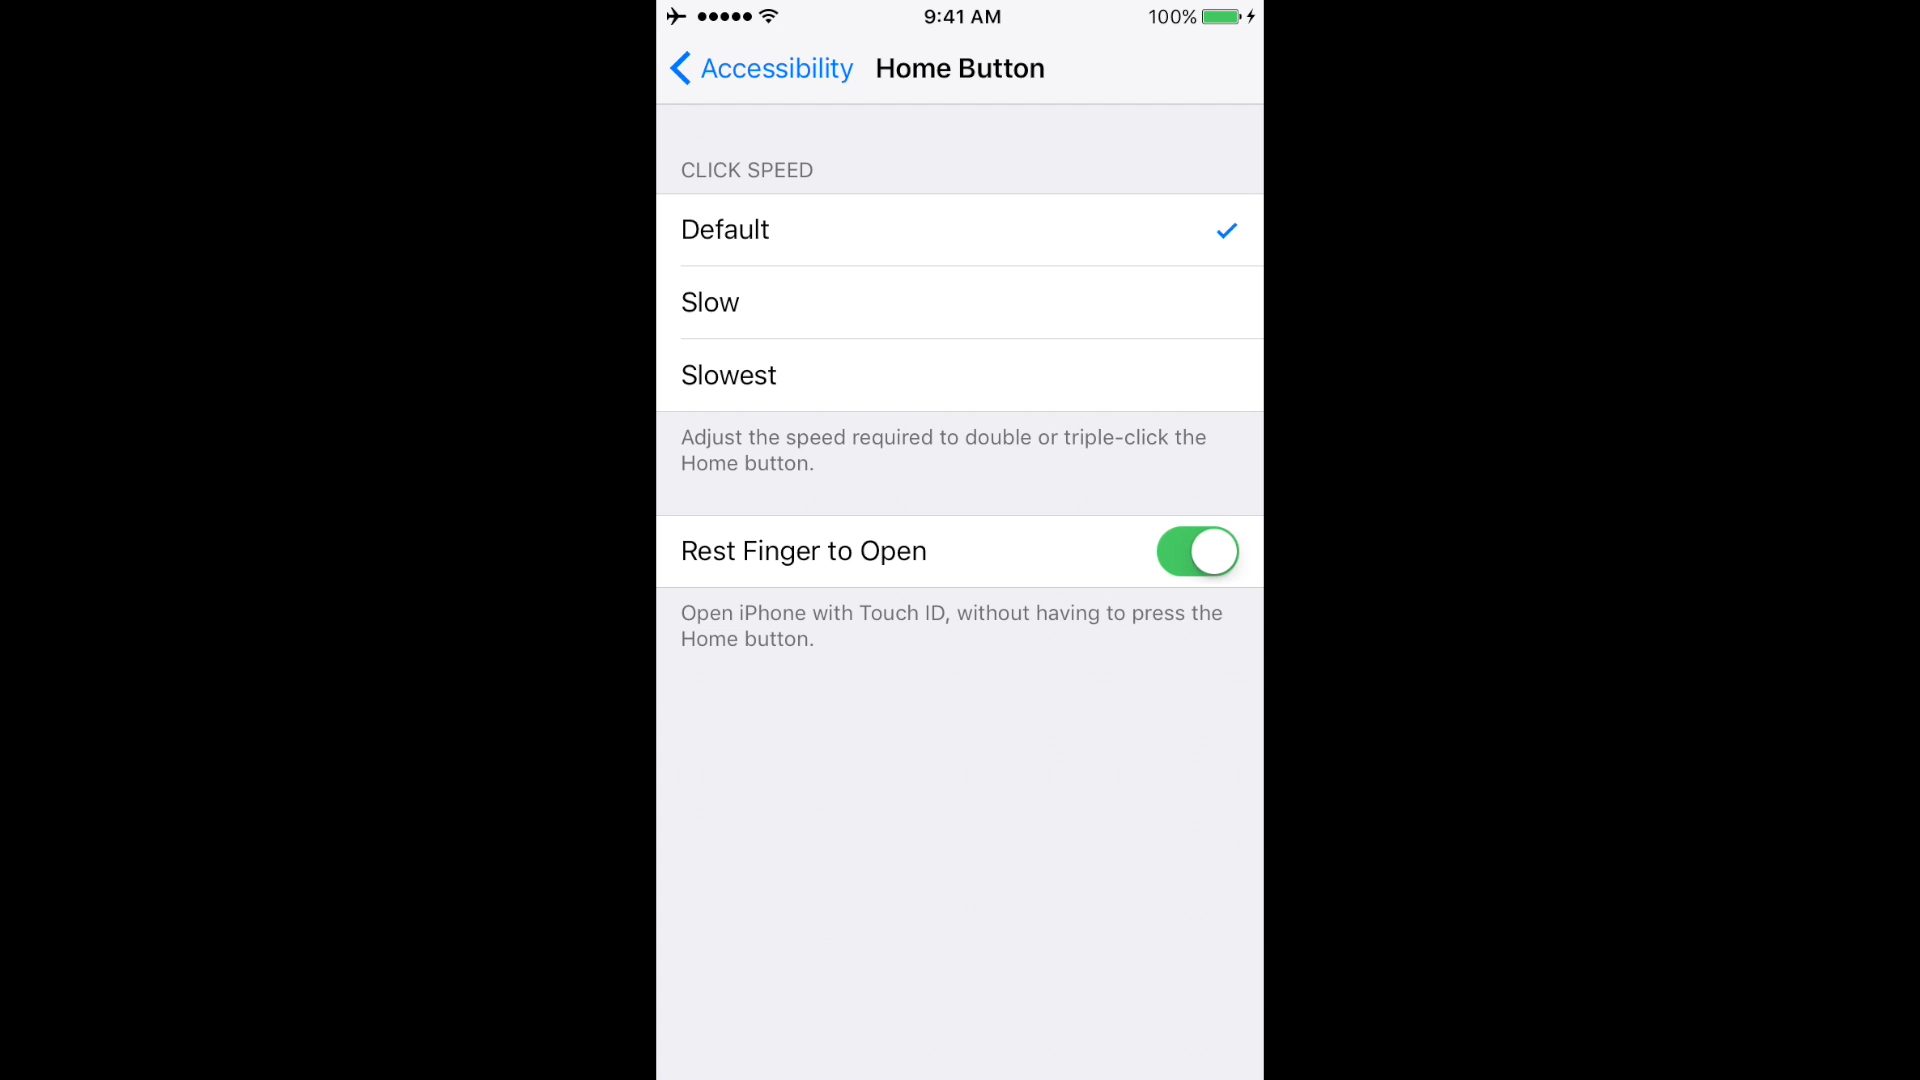 9:41 AM 100%
Accessibility Home Button
CLICK SPEED
Default
Slow
Slowest
Adjust the speed required to double or triple-click the
Home button.
Rest Finger to Open
Open iPhone with Touch ID, without having to press the
Home button.